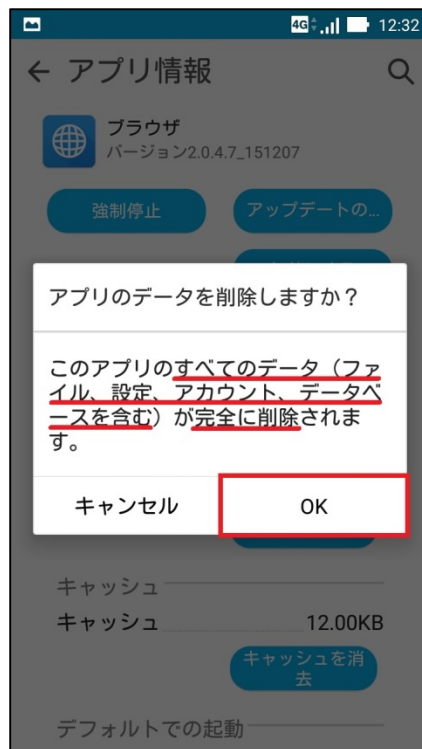 4G 12:32
アプリ情報
ブラウザ
バージョン2.0.4.7_151207
強制停止
アップデートの...
アプリのデータを削除しますか？
このアプリのすべてのデータ（ファ
イル、設定、アカウント、データベ
ースを含む）が完全に削除されま
す。
キャンセル
OK
キャッシュ
キャッシュ 12.00KB
キャッシュを消
去
デフォルトでの起動